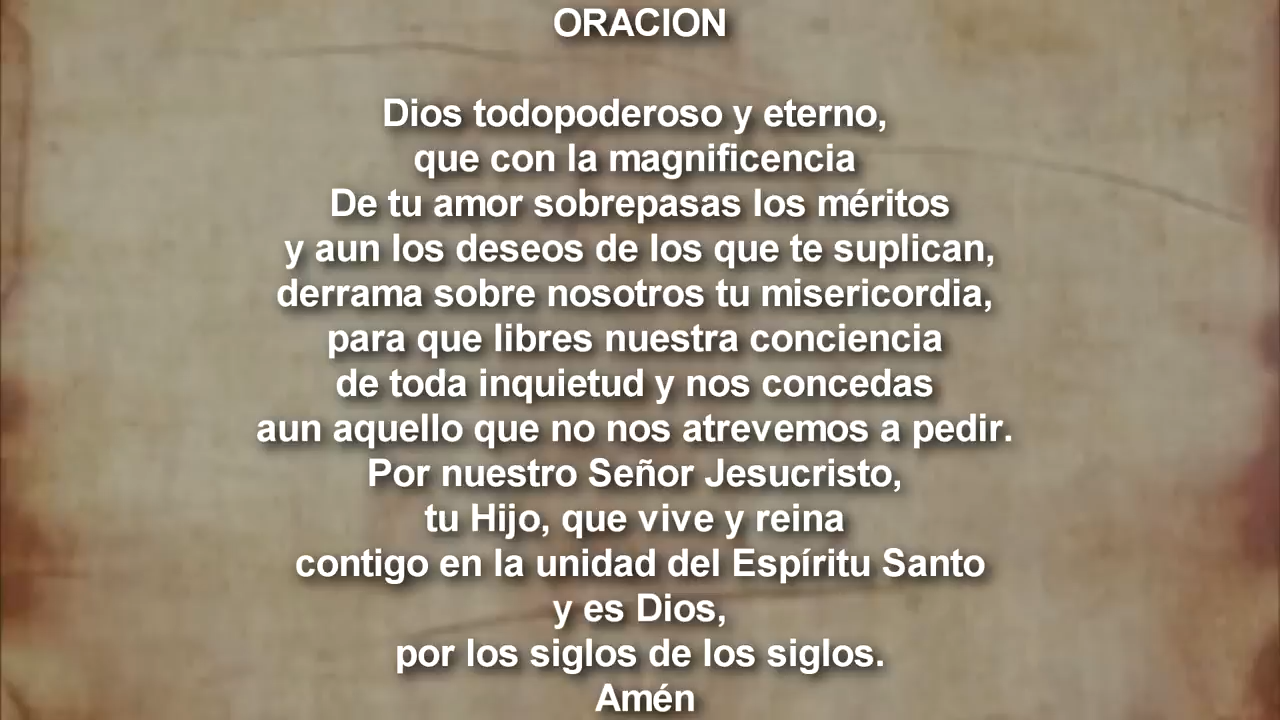 ORACION
Dios todopoderoso y eterno,
que con la magnificencia
De tu amor sobrepasas los méritos
y aun los deseos de los que te suplican,
derrama sobre nosotros tu misericordia,
para que libres nuestra conciencia
de toda inquietud y nos concedas
aun aquello que no nos atrevemos a pedir.
Por nuestro Señor Jesucristo,
tu Hijo, que vive y reina
contigo en la unidad del Espíritu Santo
y es Dios,
por los siglos de los siglos.
Amén